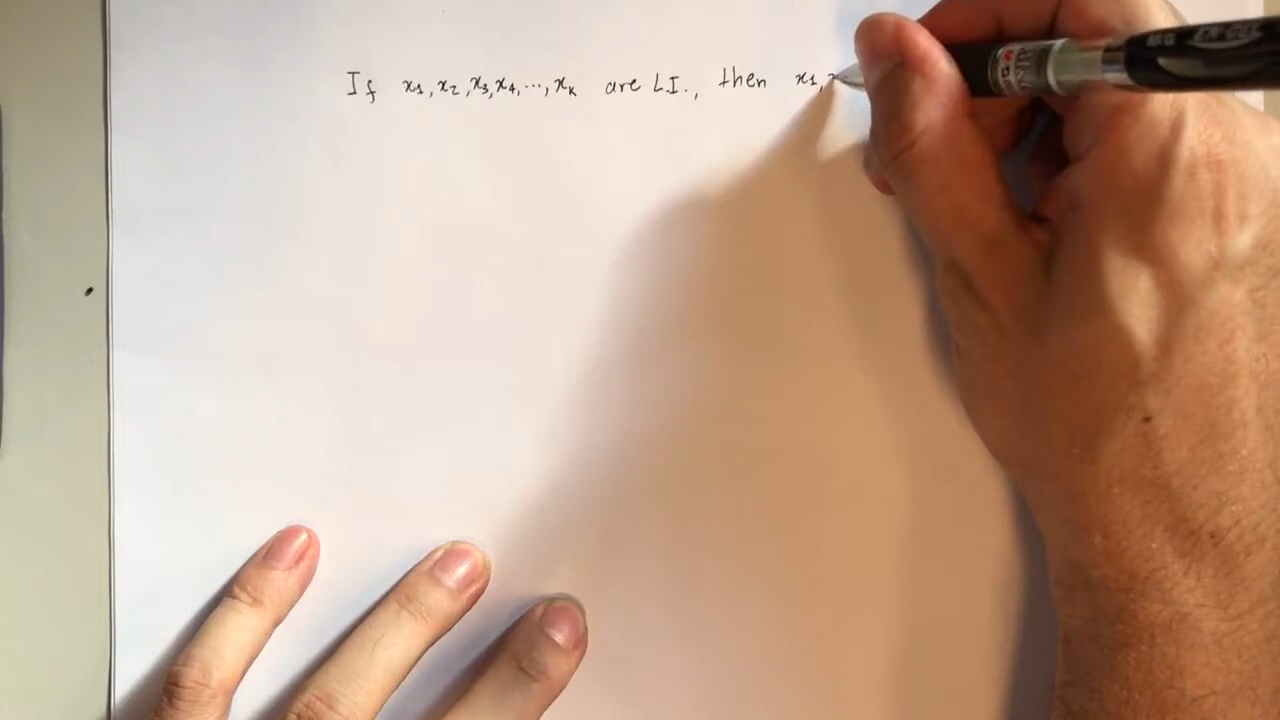 If x₁, x₂, x₃, x₄, ..., xₖ are L.I., then x₁, x